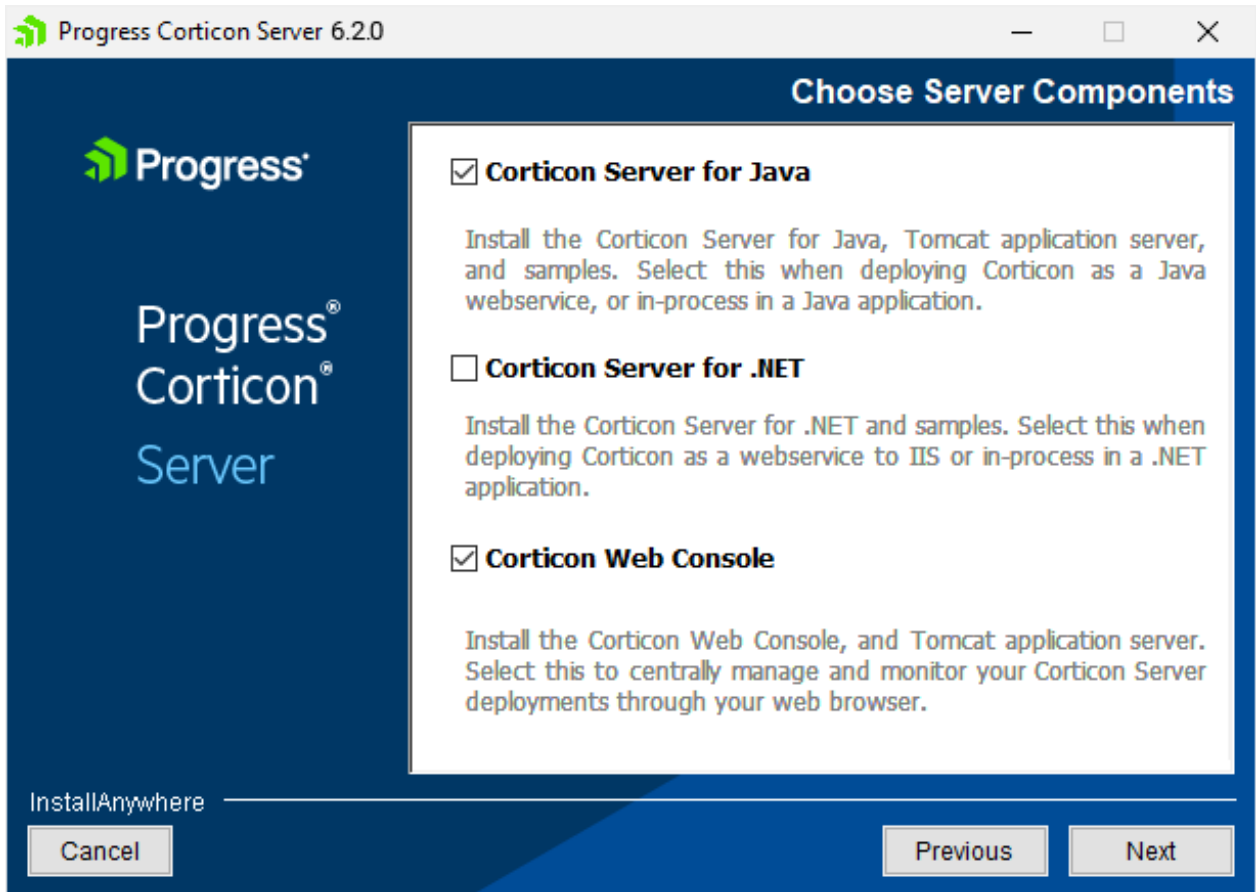 Progress Corticon Server 6.2.0
Choose Server Components
Progress
Progress®
Corticon®
Server
Corticon Server for Java
Install the Corticon Server for Java, Tomcat application server,
and samples. Select this when deploying Corticon as a Java
webservice, or in-process in a Java application.
Corticon Server for .NET
Install the Corticon Server for .NET and samples. Select this when
deploying Corticon as a webservice to IIS or in-process in a .NET
application.
Corticon Web Console
Install the Corticon Web Console, and Tomcat application server.
Select this to centrally manage and monitor your Corticon Server
deployments through your web browser.
InstallAnywhere
Cancel
Previous
Next